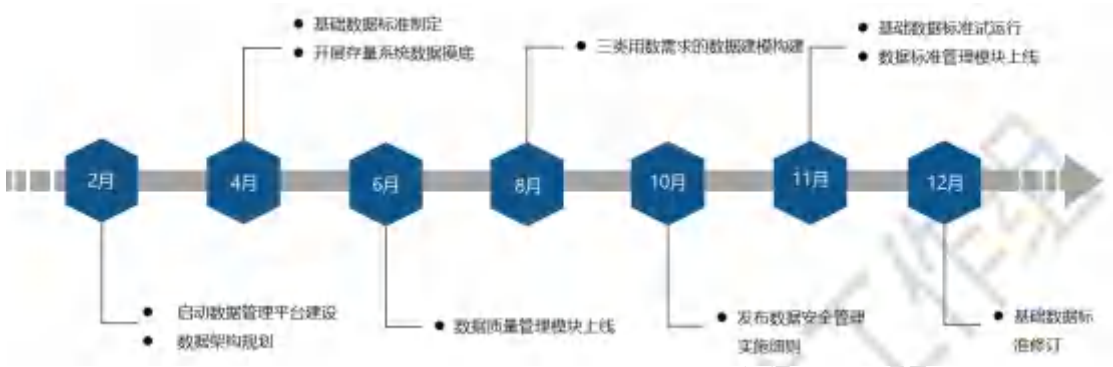 基础数据标准制定
开展存量系统数据摸底
三类用数需求的数据建模构建
基础数据标准试运行
数据标准管理模块上线
2月
4月
6月
8月
10月
11月
12月
启动数据管理平台建设
数据架构规划
数据质量管理模块上线
发布数据安全管理
实施细则
基础数据标
准修订